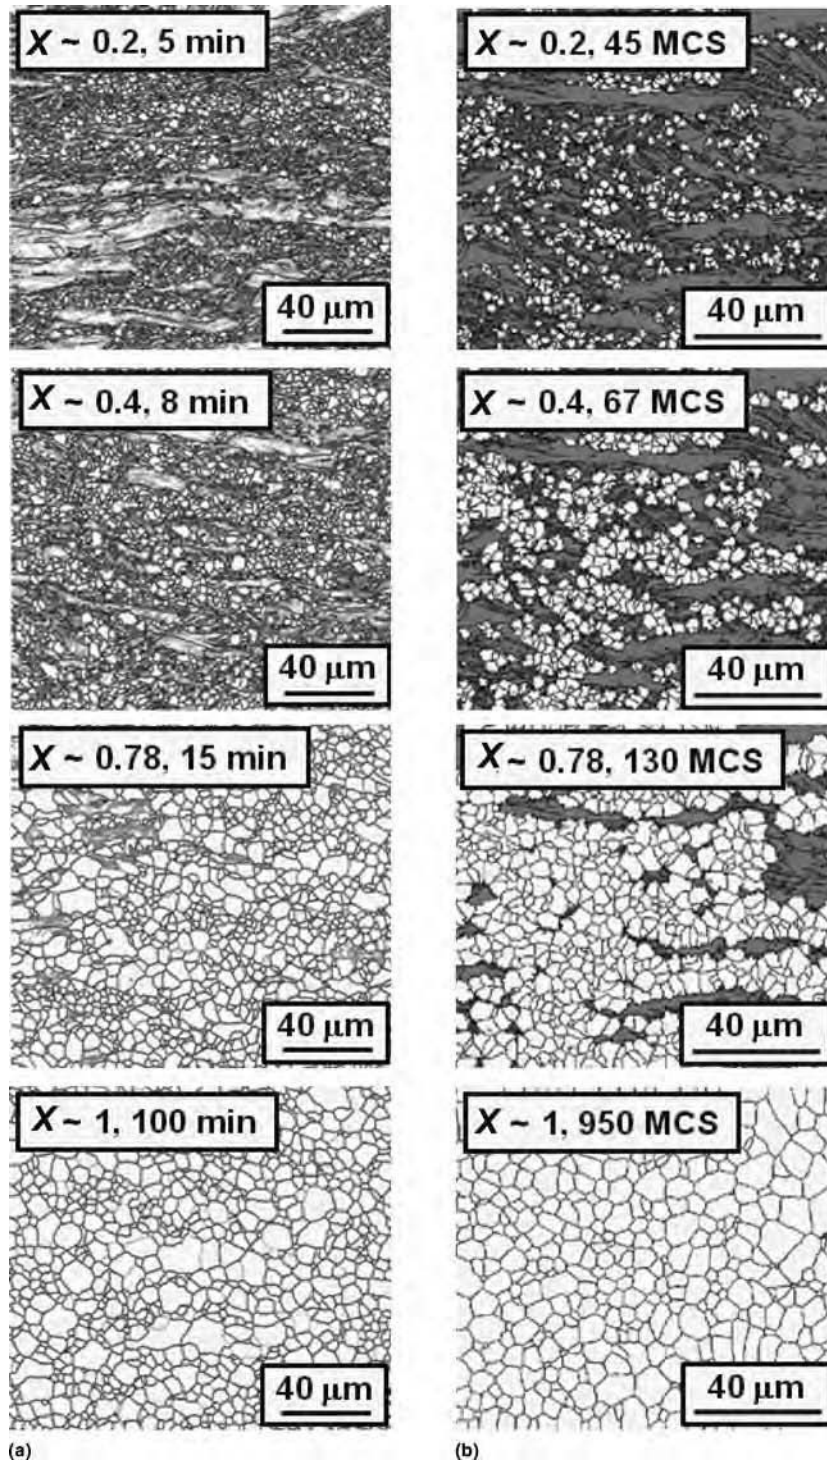 X ~ 0.2, 5 min
40 µm
X ~ 0.2, 45 MCS
40 µm
X ~ 0.4, 8 min
40 µm
X ~ 0.4, 67 MCS
40 µm
X ~ 0.78, 15 min
40 µm
X ~ 0.78, 130 MCS
40 µm
X ~ 1, 100 min
40 µm
X ~ 1, 950 MCS
40 µm
(a)
(b)